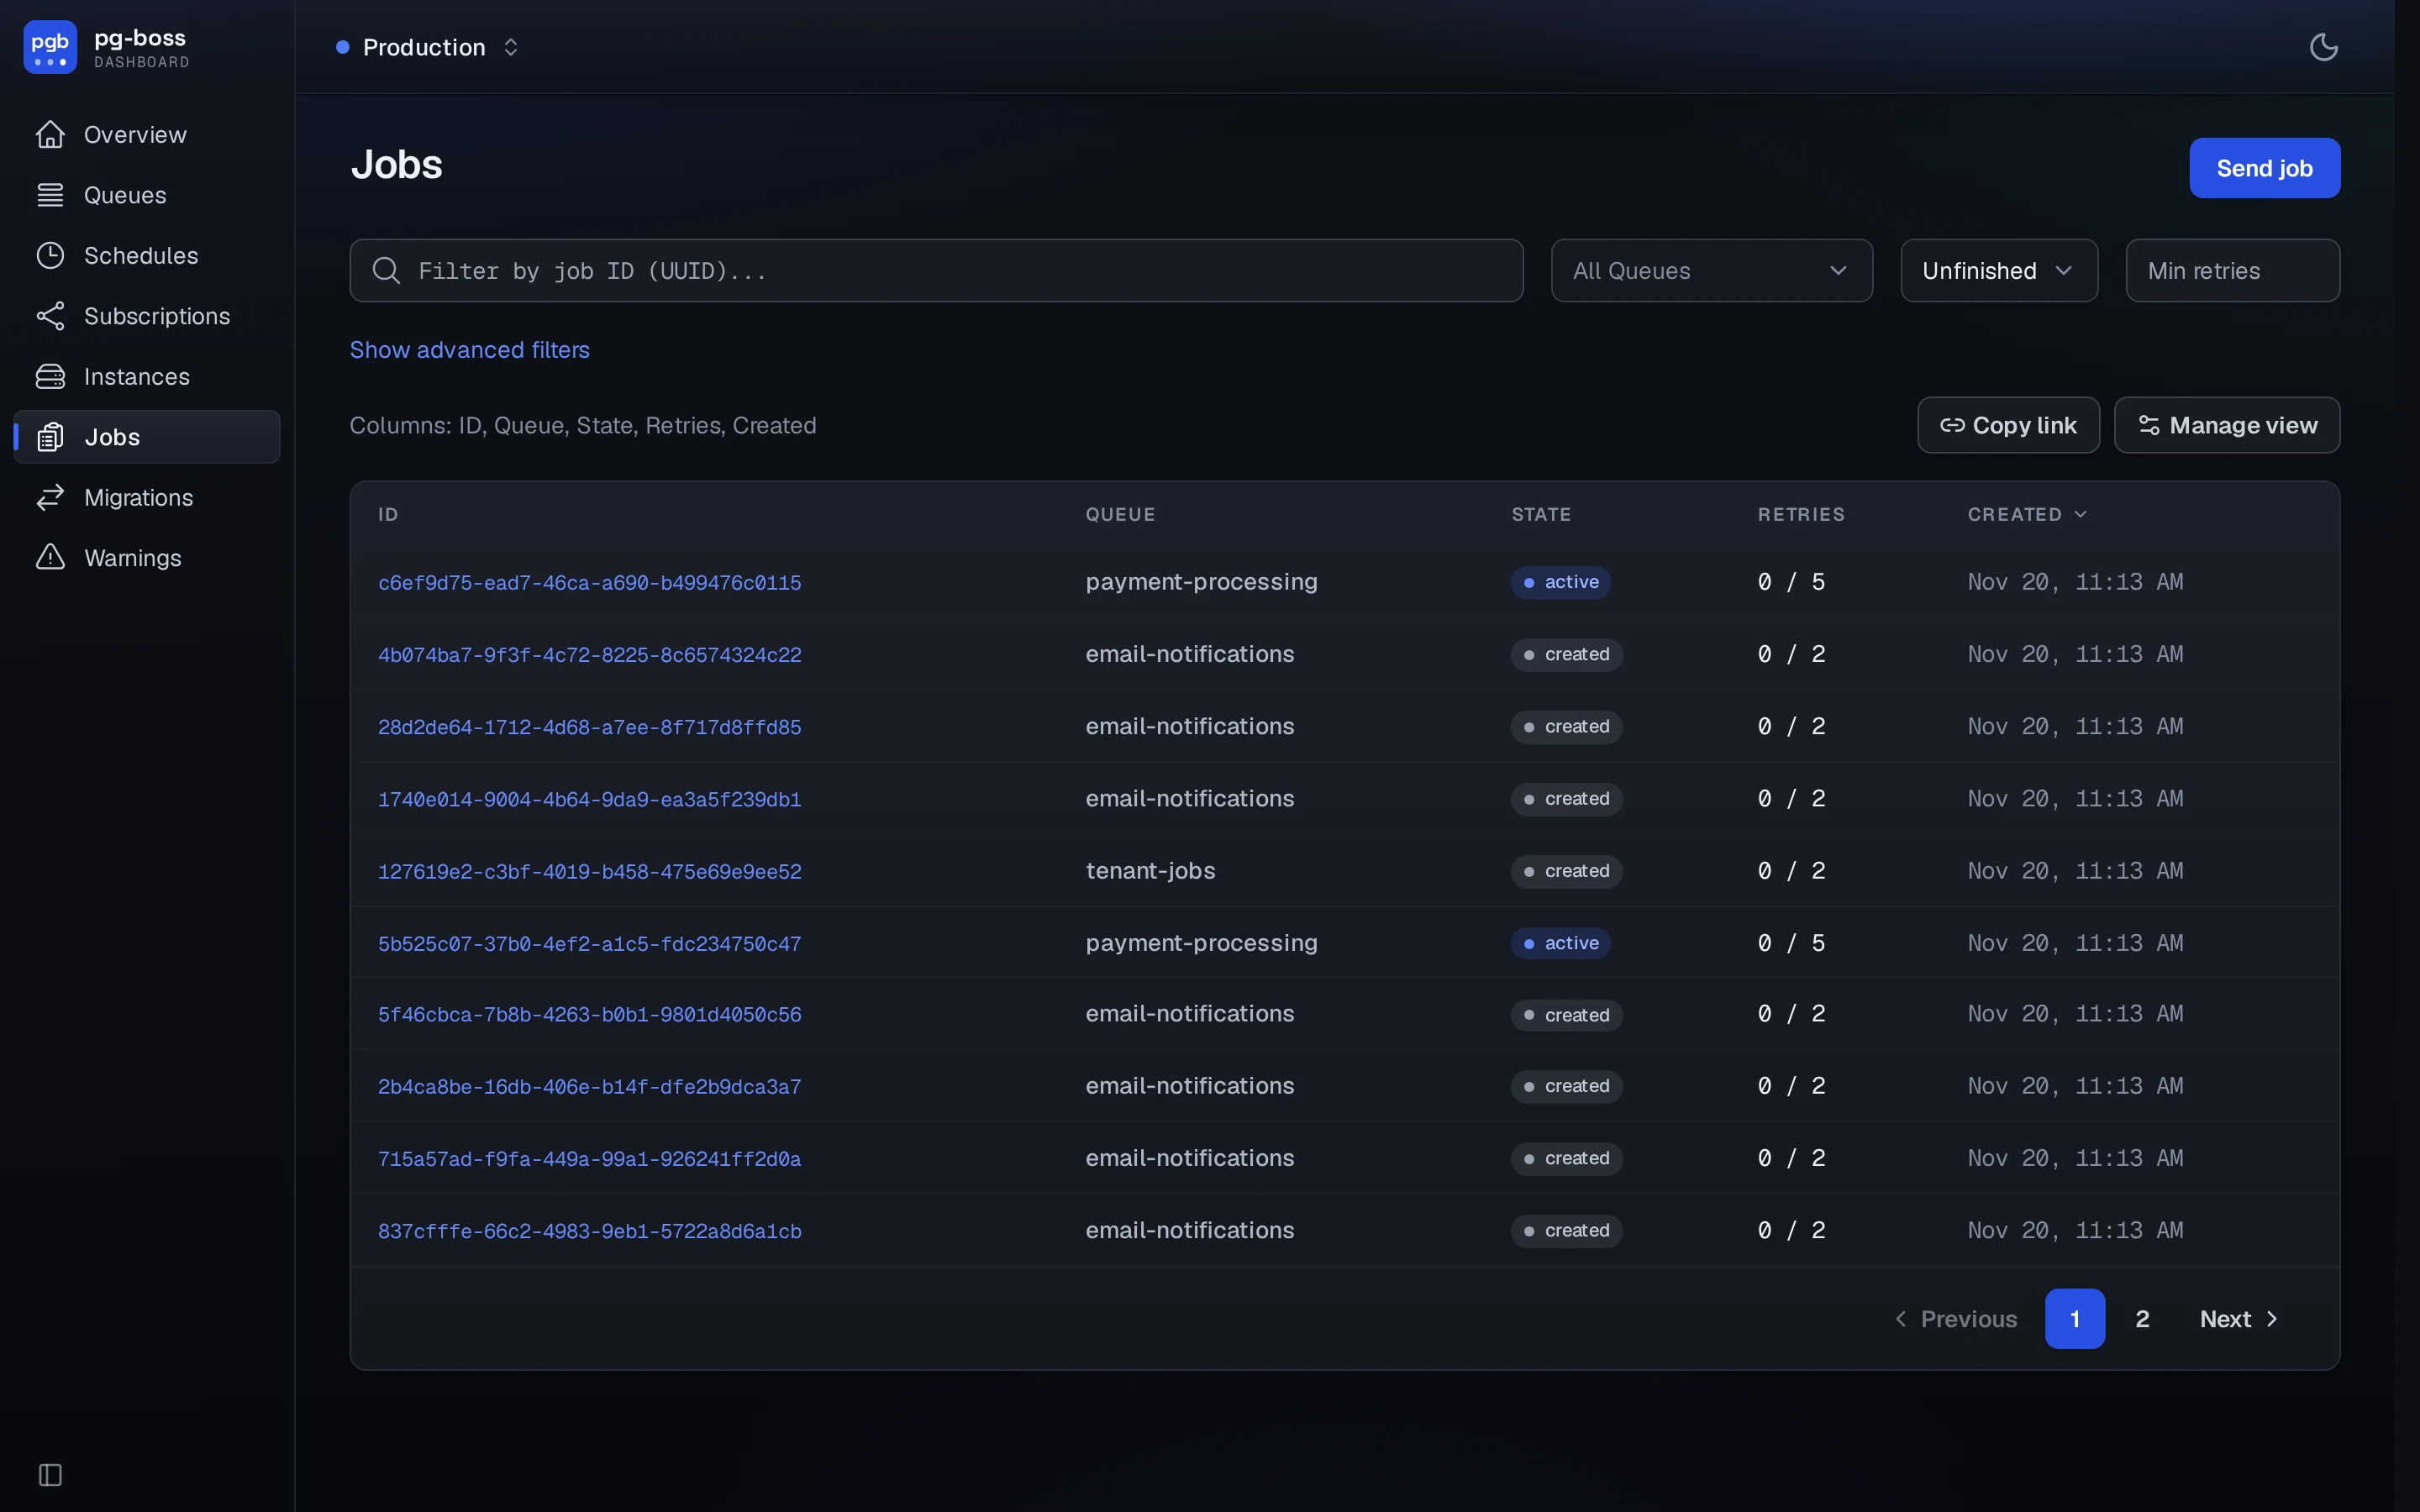 pgb
pg-boss
DASHBOARD
Production
Overview
Queues
Schedules
Subscriptions
Instances
Jobs
Migrations
Warnings
Jobs
Send job
Filter by job ID (UUID)...
All Queues
Unfinished
Min retries
Show advanced filters
Columns: ID, Queue, State, Retries, Created
Copy link
Manage view
ID QUEUE STATE RETRIES CREATED
c6ef9d75-ead7-46ca-a690-b499476c0115 payment-processing active 0 / 5 Nov 20, 11:13 AM
4b074ba7-9f3f-4c72-8225-8c6574324c22 email-notifications created 0 / 2 Nov 20, 11:13 AM
28d2de64-1712-4d68-a7ee-8f717d8ffd85 email-notifications created 0 / 2 Nov 20, 11:13 AM
1740e014-9004-4b64-9da9-ea3a5f239db1 email-notifications created 0 / 2 Nov 20, 11:13 AM
127619e2-c3bf-4019-b458-475e69e9ee52 tenant-jobs created 0 / 2 Nov 20, 11:13 AM
5b525c07-37b0-4ef2-a1c5-fdc234750c47 payment-processing active 0 / 5 Nov 20, 11:13 AM
5f46cbca-7b8b-4263-b0b1-9801d4050c56 email-notifications created 0 / 2 Nov 20, 11:13 AM
2b4ca8be-16db-406e-b14f-dfe2b9dca3a7 email-notifications created 0 / 2 Nov 20, 11:13 AM
715a57ad-f9fa-449a-99a1-926241ff2d0a email-notifications created 0 / 2 Nov 20, 11:13 AM
837cfffe-66c2-4983-9eb1-5722a8d6a1cb email-notifications created 0 / 2 Nov 20, 11:13 AM
Previous 1 2 Next